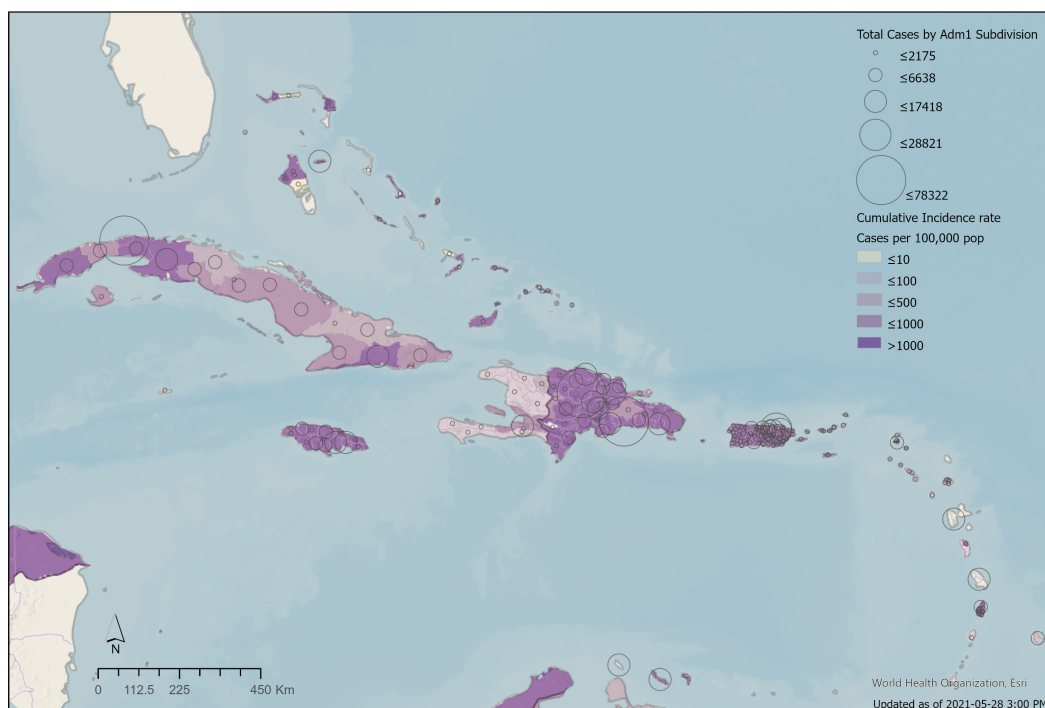 Total Cases by Adm1 Subdivision
≤2175
≤6638
≤17418
≤28821
≤78322
Cumulative Incidence rate
Cases per 100,000 pop
≤10
≤100
≤500
≤1000
>1000
N
0 112.5 225 450 Km
World Health Organization, Esri
Updated as of 2021-05-28 3:00 PM